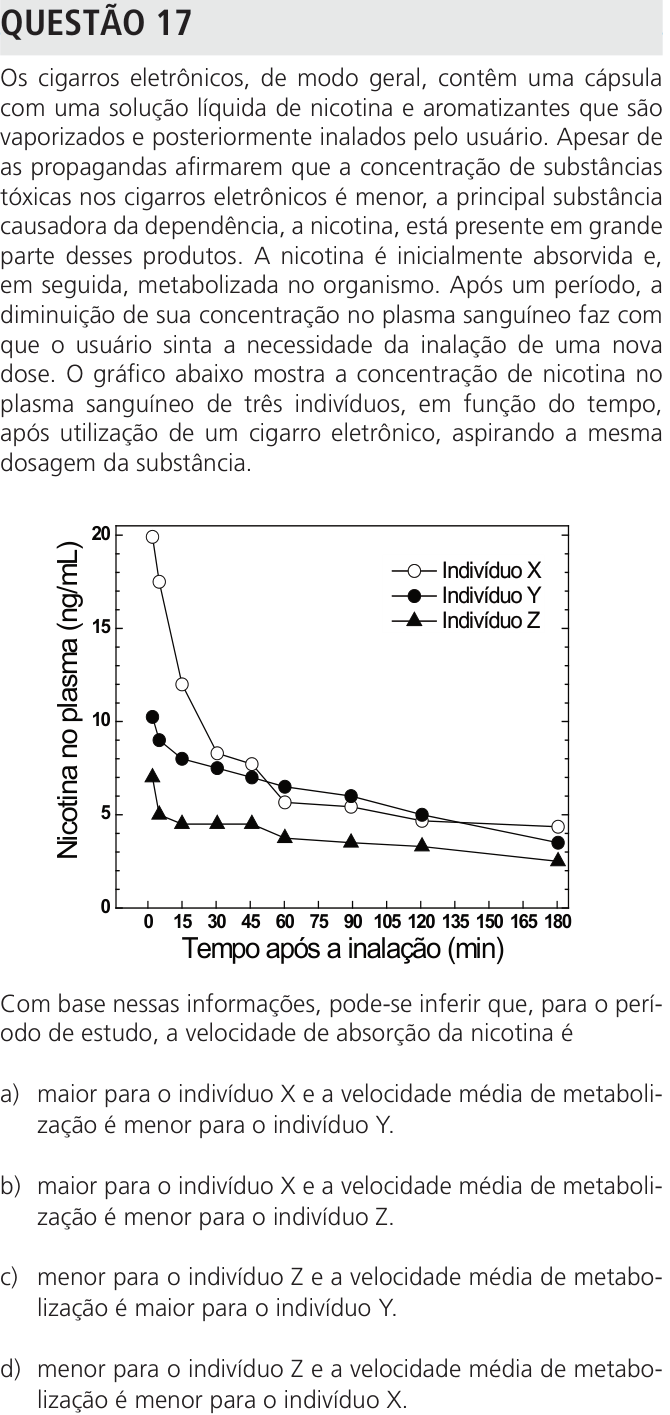 QUESTÃO 17
Os cigarros eletrônicos, de modo geral, contêm uma cápsula
com uma solução líquida de nicotina e aromatizantes que são
vaporizados e posteriormente inalados pelo usuário. Apesar de
as propagandas afirmarem que a concentração de substâncias
tóxicas nos cigarros eletrônicos é menor, a principal substância
causadora da dependência, a nicotina, está presente em grande
parte desses produtos. A nicotina é inicialmente absorvida e,
em seguida, metabolizada no organismo. Após um período, a
diminuição de sua concentração no plasma sanguíneo faz com
que o usuário sinta a necessidade da inalação de uma nova
dose. O gráfico abaixo mostra a concentração de nicotina no
plasma sanguíneo de três indivíduos, em função do tempo,
após utilização de um cigarro eletrônico, aspirando a mesma
dosagem da substância.
Nicotina no plasma (ng/mL)
20
15
10
5
0
Indivíduo X
Indivíduo Y
Indivíduo Z
0 15 30 45 60 75 90 105 120 135 150 165 180
Tempo após a inalação (min)
Com base nessas informações, pode-se inferir que, para o perí-
odo de estudo, a velocidade de absorção da nicotina é
a) maior para o indivíduo X e a velocidade média de metaboli-
zação é menor para o indivíduo Y.
b) maior para o indivíduo X e a velocidade média de metaboli-
zação é menor para o indivíduo Z.
c) menor para o indivíduo Z e a velocidade média de metabo-
lização é maior para o indivíduo Y.
d) menor para o indivíduo Z e a velocidade média de metabo-
lização é menor para o indivíduo X.